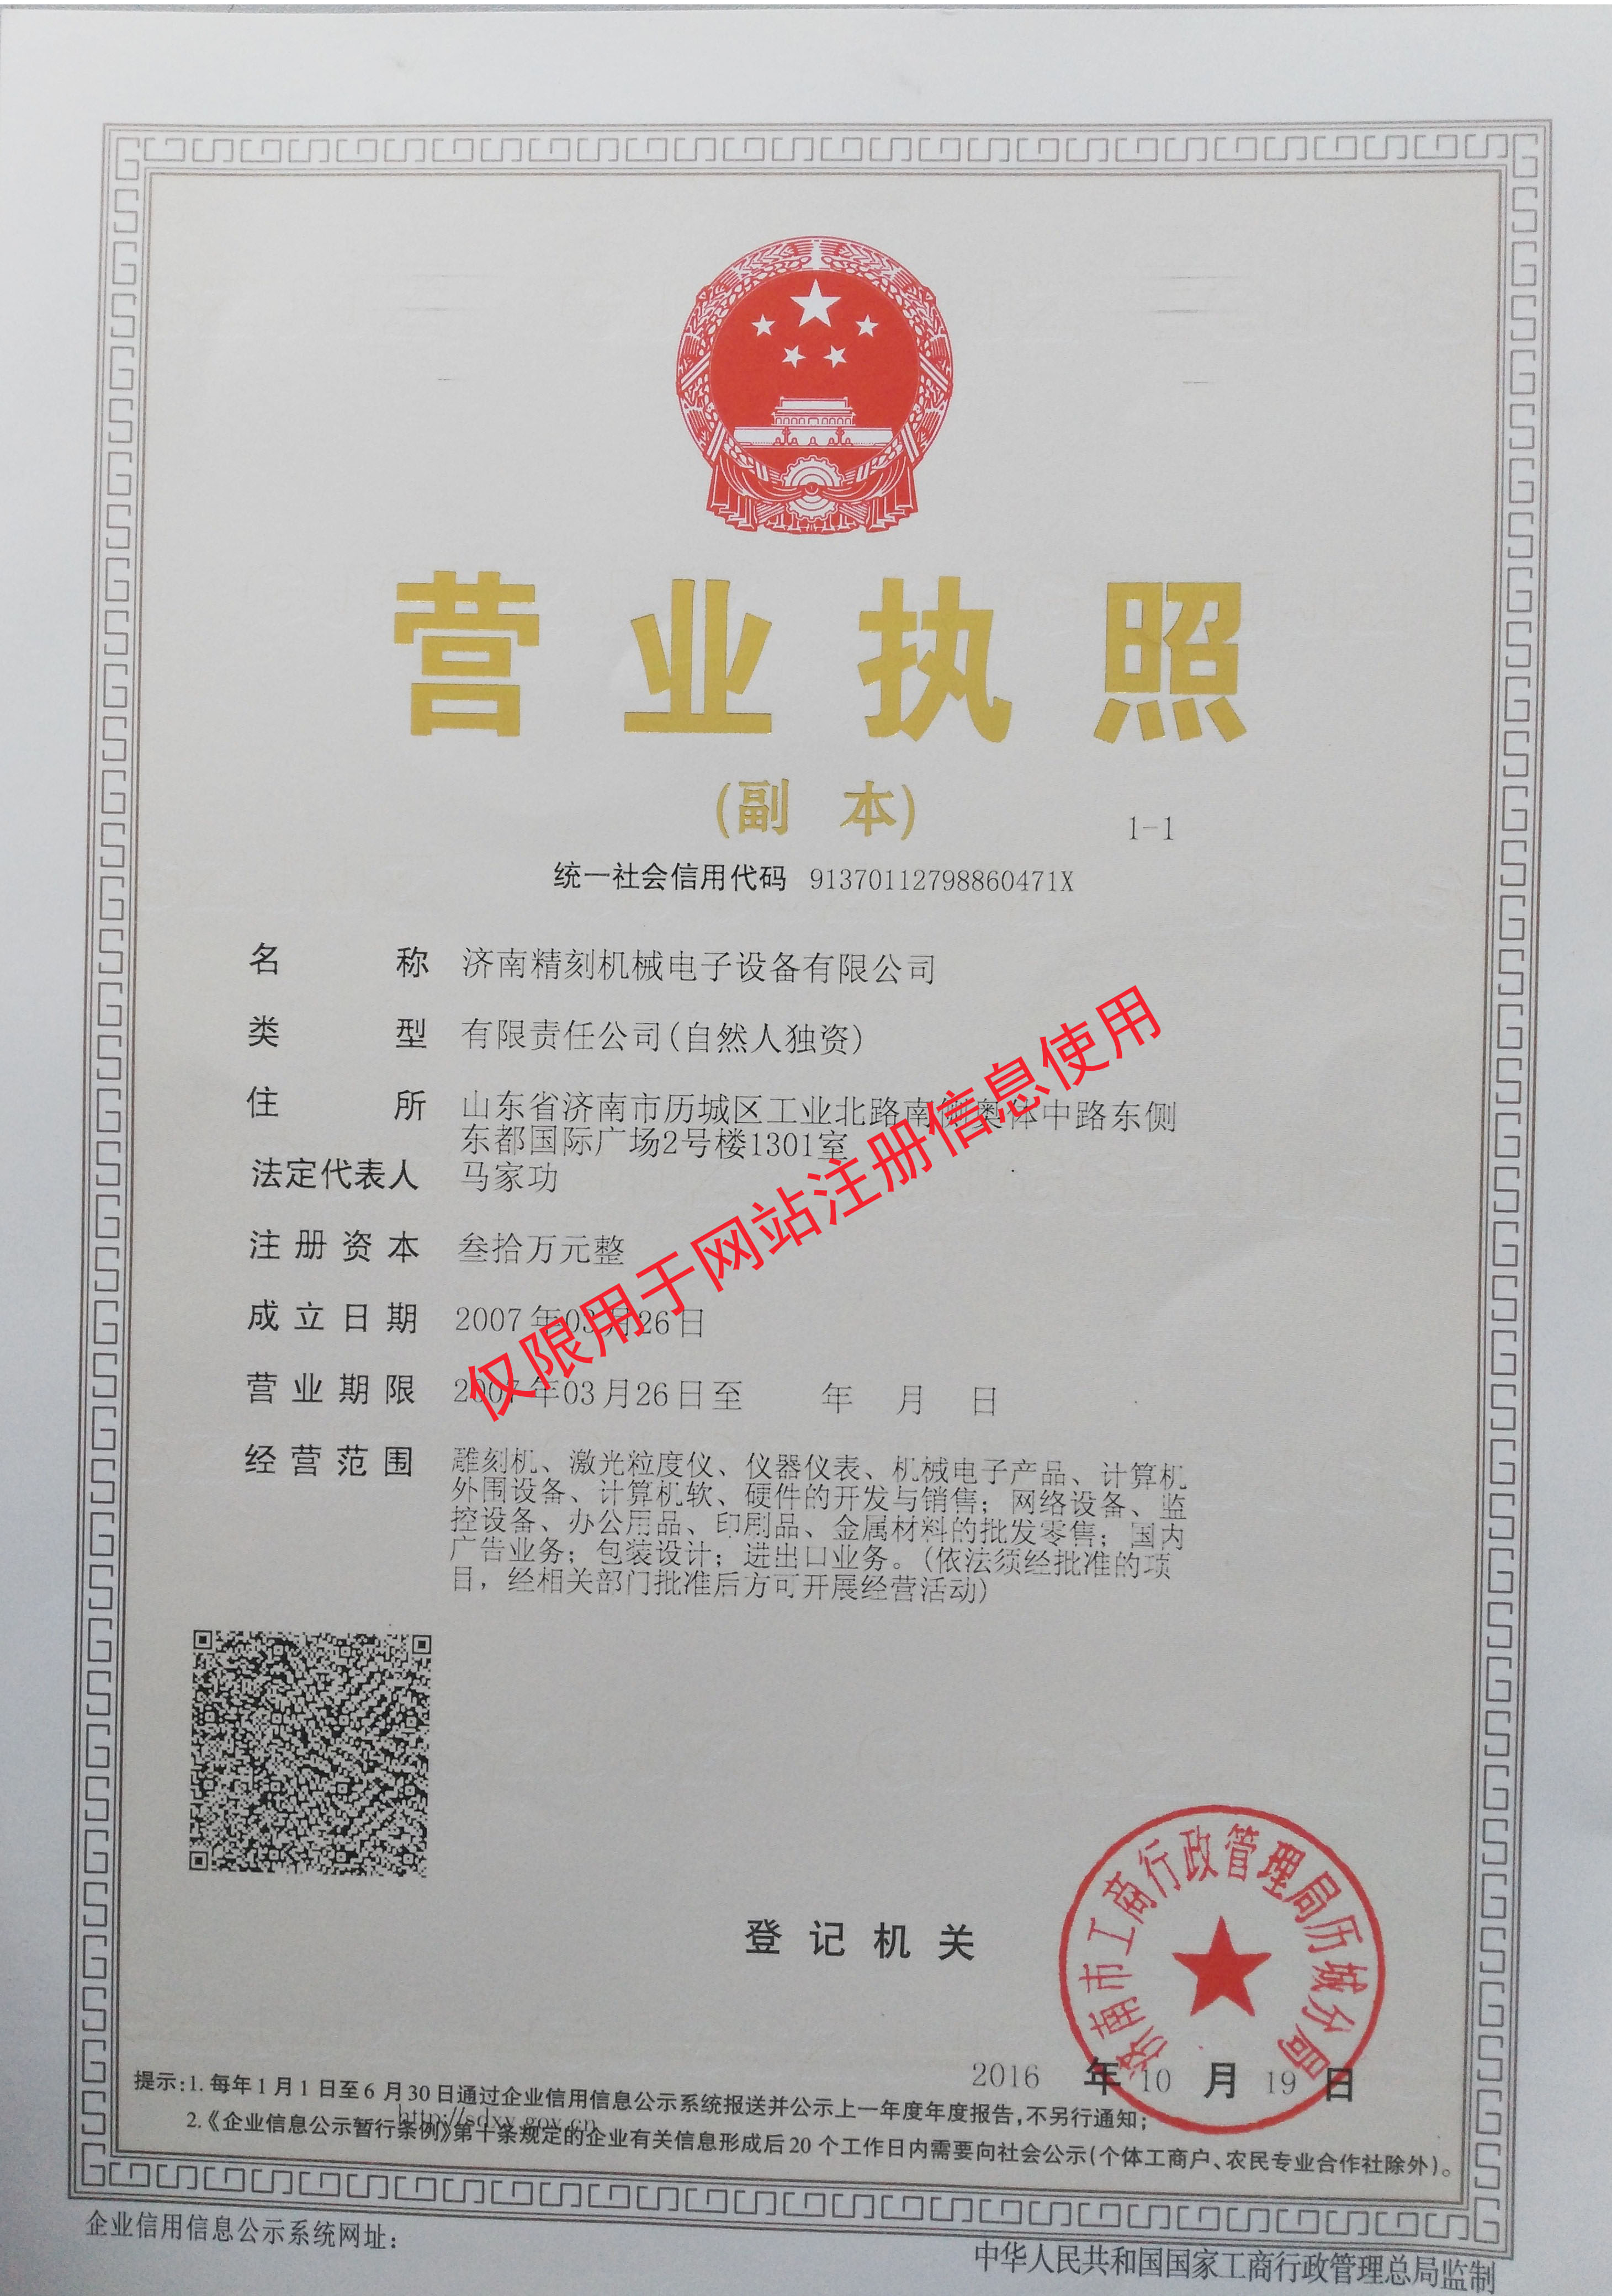 营业执照
(副 本)
1-1
统一社会信用代码 91370112798860471X
名 称 济南精刻机械电子设备有限公司
类 型 有限责任公司(自然人独资)
住 所 山东省济南市历城区工业北路南侧奥体中路东侧
东都国际广场2号楼1301室
法定代表人 马家功
注册资本 叁拾万元整
成立日期 2007年03月26日
营业期限 2007年03月26日至 年 月 日
经营范围 雕刻机、激光粒度仪、仪器仪表、机械电子产品、计算机
外围设备、计算机软、硬件的开发与销售；网络设备、监
控设备、办公用品、印刷品、金属材料的批发零售；国内
广告业务；包装设计；进出口业务。(依法须经批准的项
目，经相关部门批准后方可开展经营活动)
仅限用于网站注册信息使用
登记机关
济南市工商行政管理局历城分局
2016 年 10 月 19 日
提示:1. 每年1月1日至6月30日通过企业信用信息公示系统报送并公示上一年度年度报告,不另行通知;
http://sdxy.gov.cn
2.《企业信息公示暂行条例》第十条规定的企业有关信息形成后20个工作日内需要向社会公示(个体工商户、农民专业合作社除外)。
企业信用信息公示系统网址:
中华人民共和国国家工商行政管理总局监制